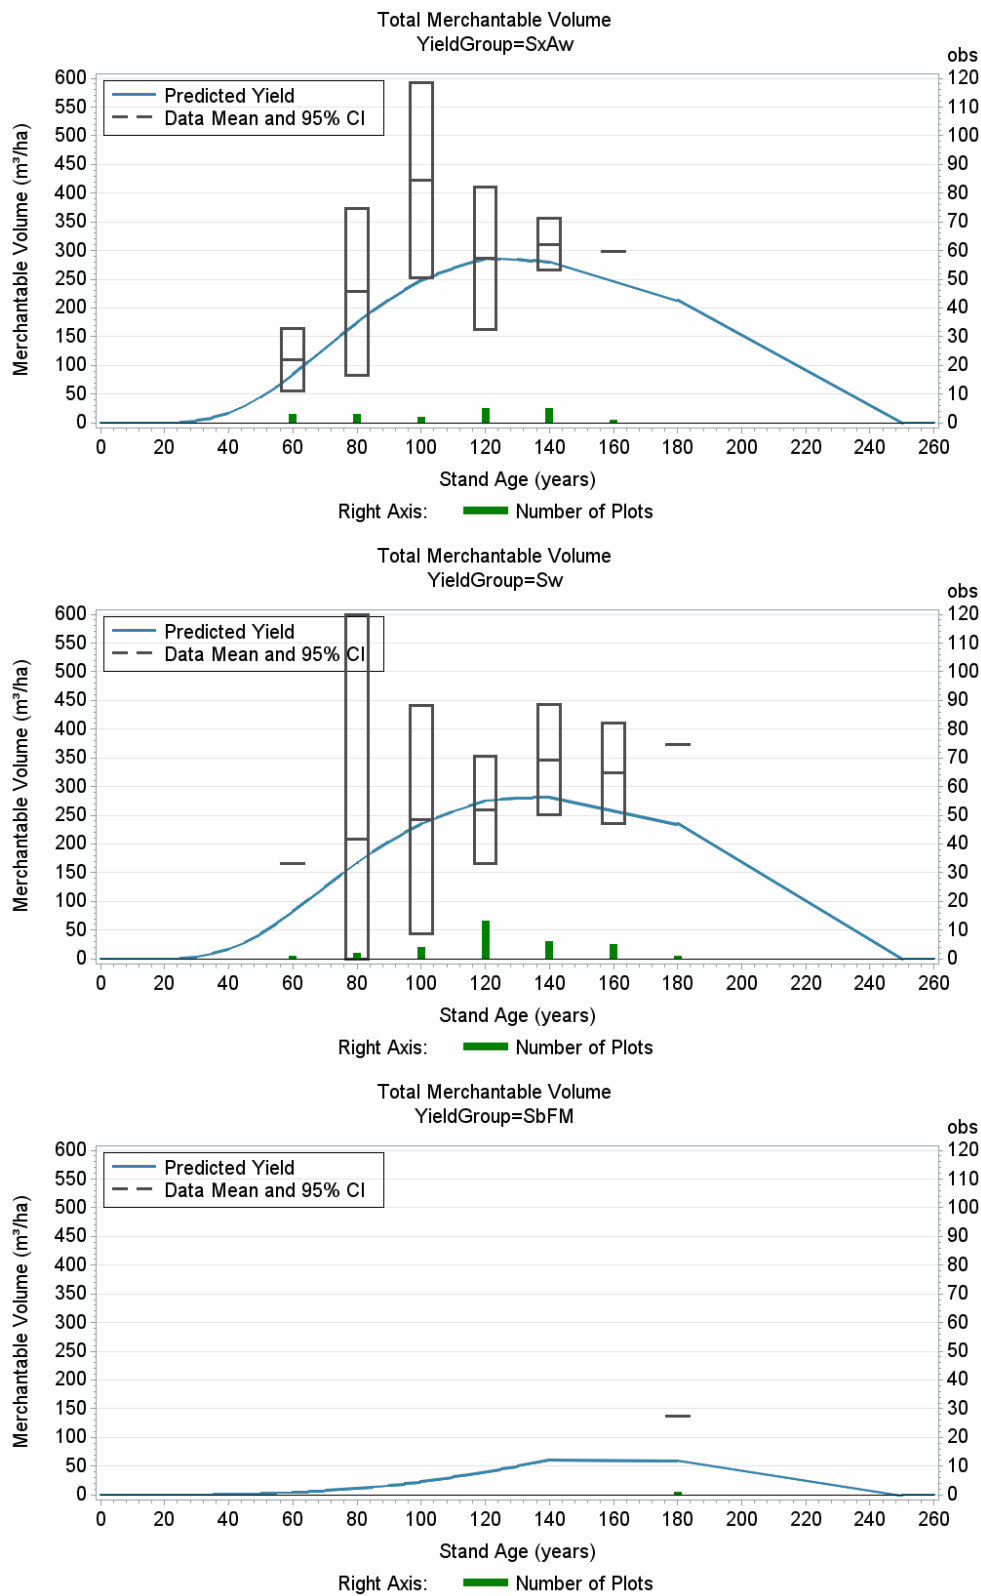 Total Merchantable Volume
YieldGroup=SxAw
obs
Merchantable Volume (m³/ha)
600
550
500
450
400
350
300
250
200
150
100
50
0
Predicted Yield
Data Mean and 95% CI
120
110
100
90
80
70
60
50
40
30
20
10
0
0 20 40 60 80 100 120 140 160 180 200 220 240 260
Stand Age (years)
Right Axis: Number of Plots
Total Merchantable Volume
YieldGroup=Sw
obs
Merchantable Volume (m³/ha)
600
550
500
450
400
350
300
250
200
150
100
50
0
Predicted Yield
Data Mean and 95% CI
120
110
100
90
80
70
60
50
40
30
20
10
0
0 20 40 60 80 100 120 140 160 180 200 220 240 260
Stand Age (years)
Right Axis: Number of Plots
Total Merchantable Volume
YieldGroup=SbFM
obs
Merchantable Volume (m³/ha)
600
550
500
450
400
350
300
250
200
150
100
50
0
Predicted Yield
Data Mean and 95% CI
120
110
100
90
80
70
60
50
40
30
20
10
0
0 20 40 60 80 100 120 140 160 180 200 220 240 260
Stand Age (years)
Right Axis: Number of Plots